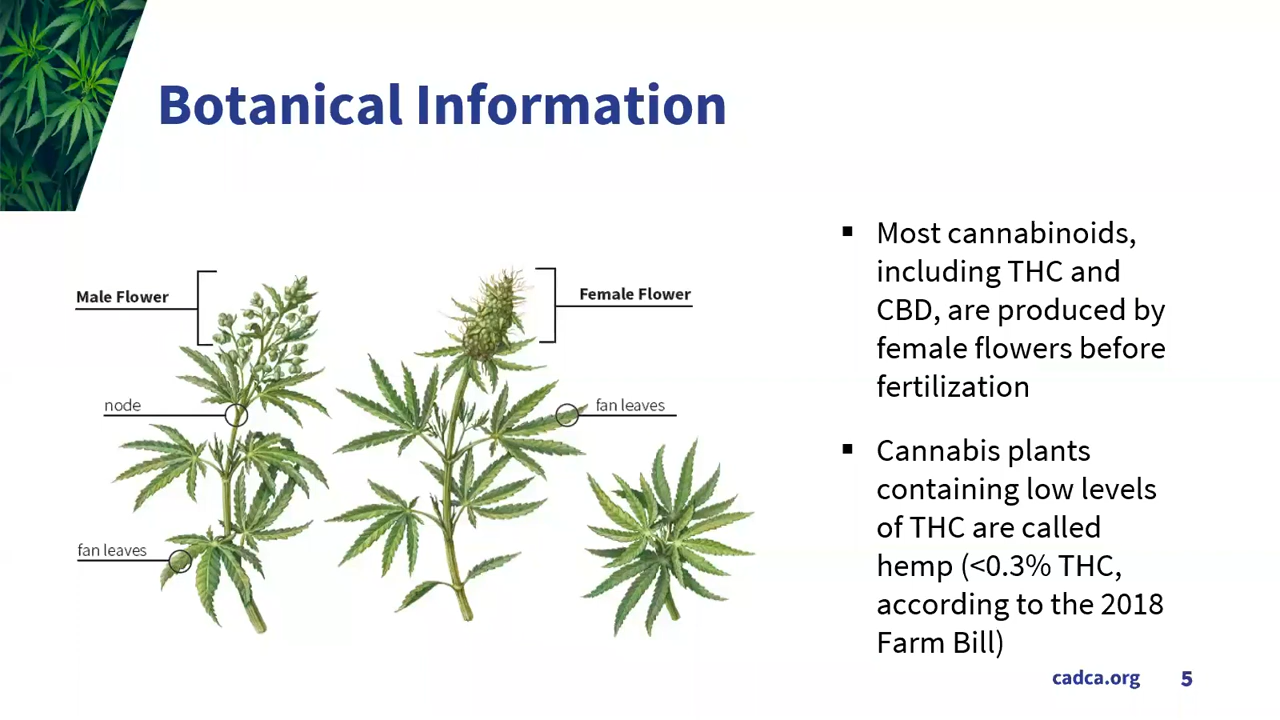 Botanical Information
Male Flower
Female Flower
node
fan leaves
fan leaves
▪ Most cannabinoids,
including THC and
CBD, are produced by
female flowers before
fertilization
▪ Cannabis plants
containing low levels
of THC are called
hemp (<0.3% THC,
according to the 2018
Farm Bill)
cadca.org 5